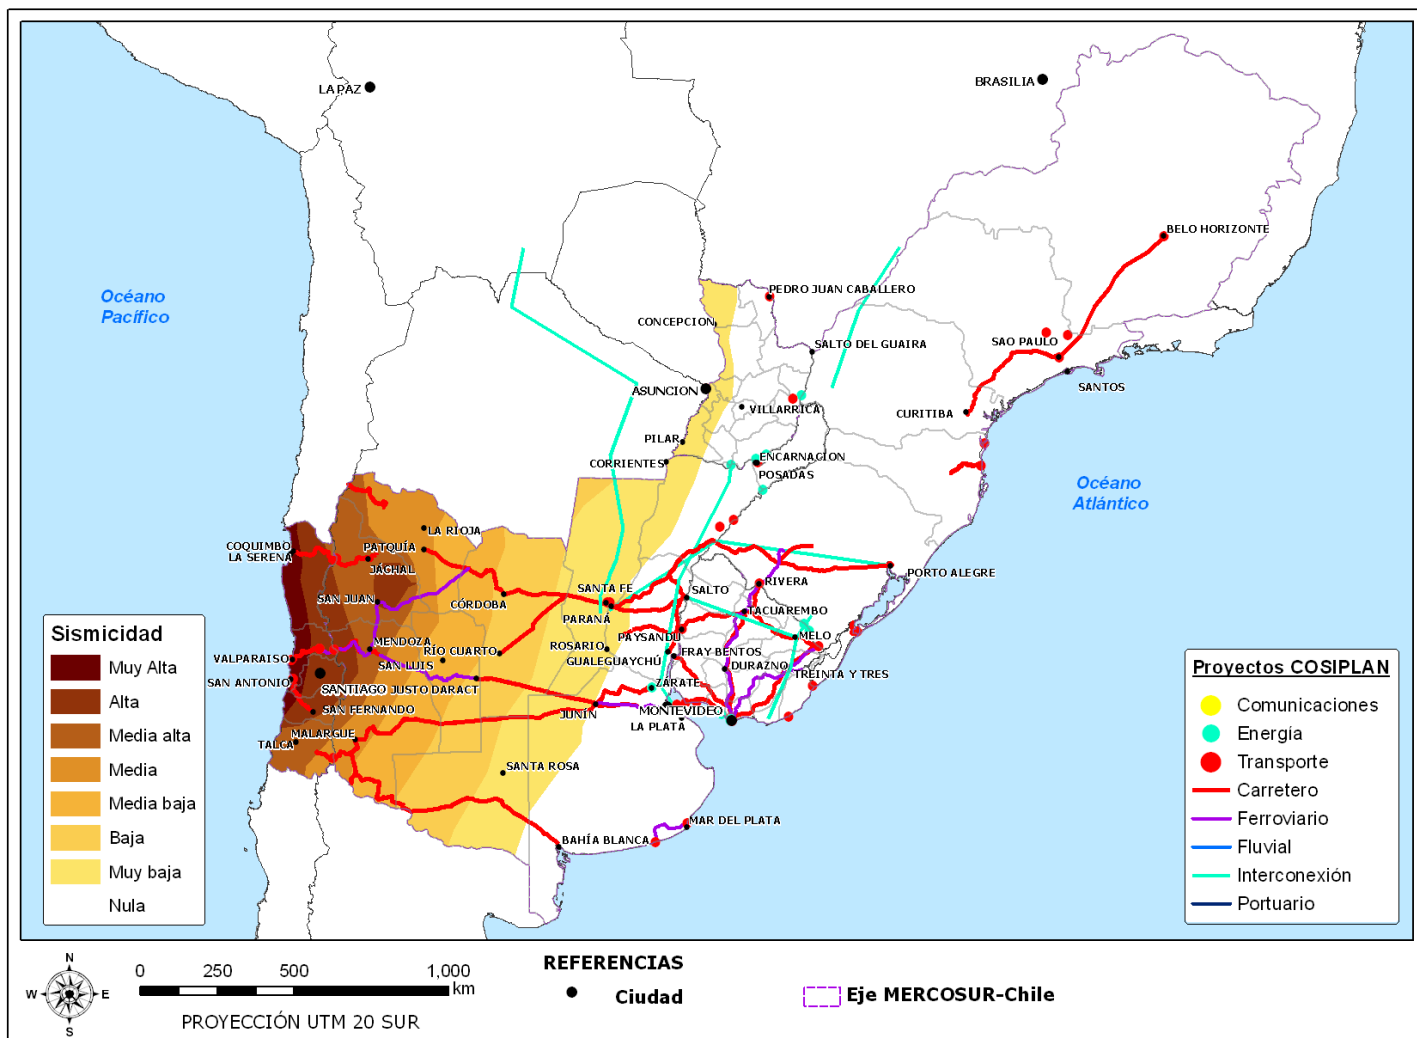 LA PAZ
BRASILIA
BELO HORIZONTE
Océano
Pacífico
PEDRO JUAN CABALLERO
CONCEPCION
SALTO DEL GUAIRA
SAO PAULO
SANTOS
ASUNCION
VILLARRICA
CURITIBA
PILAR
CORRIENTES
ENCARNACION
POSADAS
Océano
Atlántico
LA RIOJA
COQUIMBO
LA SERENA
PATQUÍA
JÁCHAL
PORTO ALEGRE
SANTA FE
SALTO
RIVERA
SAN JUAN
CÓRDOBA
PARANÁ
TACUAREMBO
PAYSANDU
MELO
MENDOZA
RÍO CUARTO
ROSARIO
FRAY BENTOS
VALPARAISO
SAN LUIS
GUALEGUAYCHÚ
DURAZNO
TREINTA Y TRES
SAN ANTONIO
SANTIAGO
JUSTO DARACT
ZÁRATE
SAN FERNANDO
JUNÍN
MONTEVIDEO
LA PLATA
MALARGUE
TALCA
SANTA ROSA
MAR DEL PLATA
BAHÍA BLANCA
Sismicidad
Muy Alta
Alta
Media alta
Media
Media baja
Baja
Muy baja
Nula
Proyectos COSIPLAN
Comunicaciones
Energía
Transporte
Carretero
Ferroviario
Fluvial
Interconexión
Portuario
N
W
E
S
0 250 500 1,000
km
PROYECCIÓN UTM 20 SUR
REFERENCIAS
Ciudad
Eje MERCOSUR-Chile